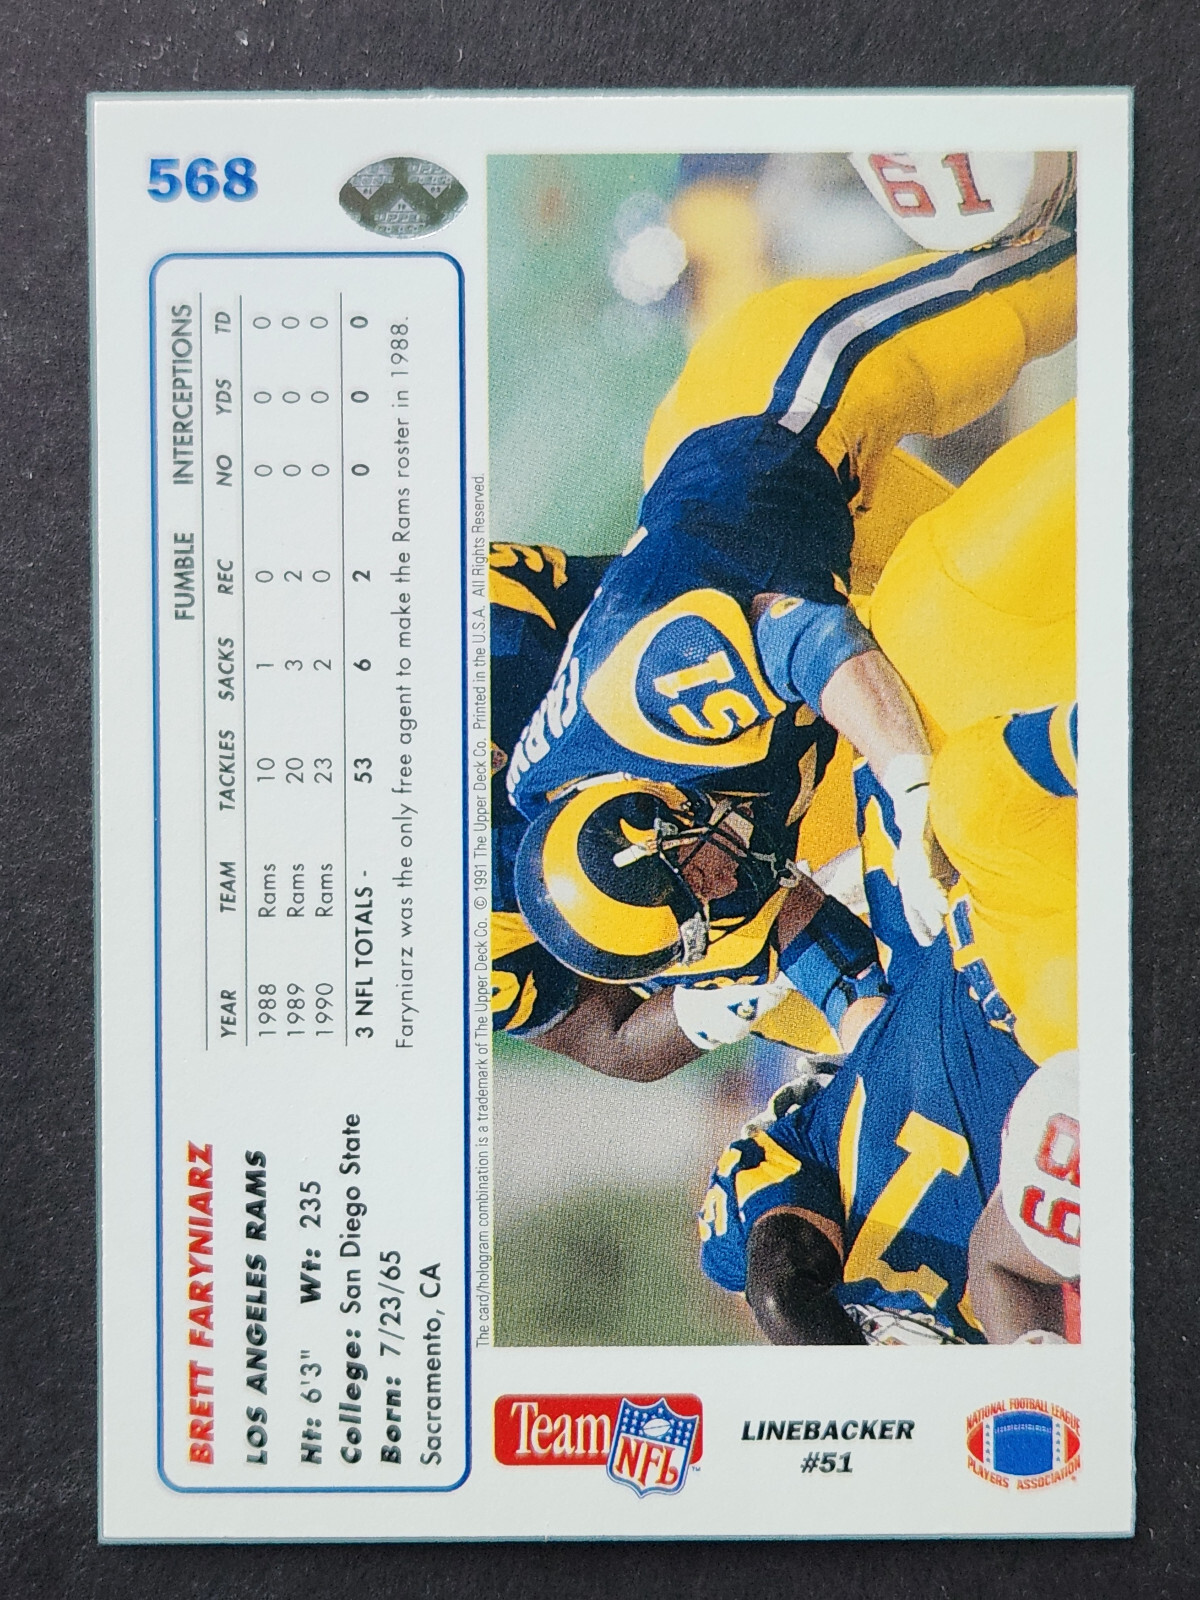 568
BRETT FARYNIARZ
LOS ANGELES RAMS
Ht: 6'3" Wt: 235
College: San Diego State
Born: 7/23/65
Sacramento, CA
FUMBLE INTERCEPTIONS
YEAR TEAM TACKLES SACKS REC NO YDS TD
1988 Rams 10 1 0 0 0 0
1989 Rams 20 3 2 0 0 0
1990 Rams 23 2 0 0 0 0
3 NFL TOTALS - 53 6 2 0 0 0
Faryniarz was the only free agent to make the Rams roster in 1988.
The card/hologram combination is a trademark of The Upper Deck Co. © 1991 The Upper Deck Co. Printed in the U.S.A. All Rights Reserved.
61
51
69
Team
NFL
TM
LINEBACKER
#51
NATIONAL FOOTBALL LEAGUE
PLAYERS ASSOCIATION